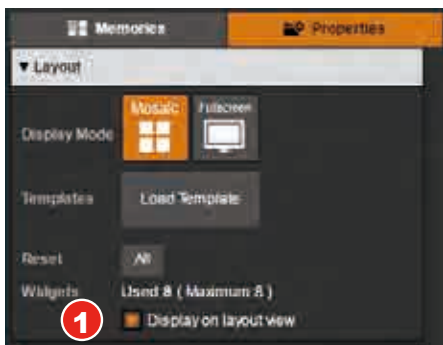 Memories Properties
▼ Layout
Mosaic Fullscreen
Display Mode
Templates Load Template
Reset All
Widgets Used 8 ( Maximum 8 )
1 Display on layout view